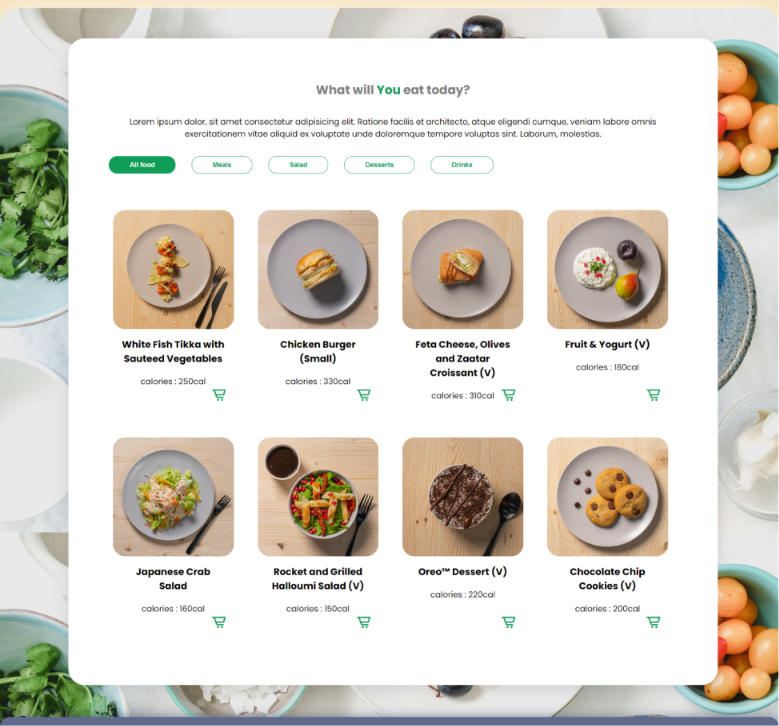 What will You eat today?
Lorem ipsum dolor, sit amet consectetur adipisicing elit. Ratione facilis et architecto, atque eligendi cumque, veniam labore omnis
exercitationem vitae aliquid ex voluptate unde doloremque tempore voluptas sint. Laborum, molestias.
All food Meals Salad Desserts Drinks
White Fish Tikka with
Sauteed Vegetables
calories : 250cal
Chicken Burger
(Small)
calories : 330cal
Feta Cheese, Olives
and Zaatar
Croissant (V)
calories : 310cal
Fruit & Yogurt (V)
calories : 180cal
Japanese Crab
Salad
calories : 160cal
Rocket and Grilled
Halloumi Salad (V)
calories : 150cal
Oreo™ Dessert (V)
calories : 220cal
Chocolate Chip
Cookies (V)
calories : 200cal